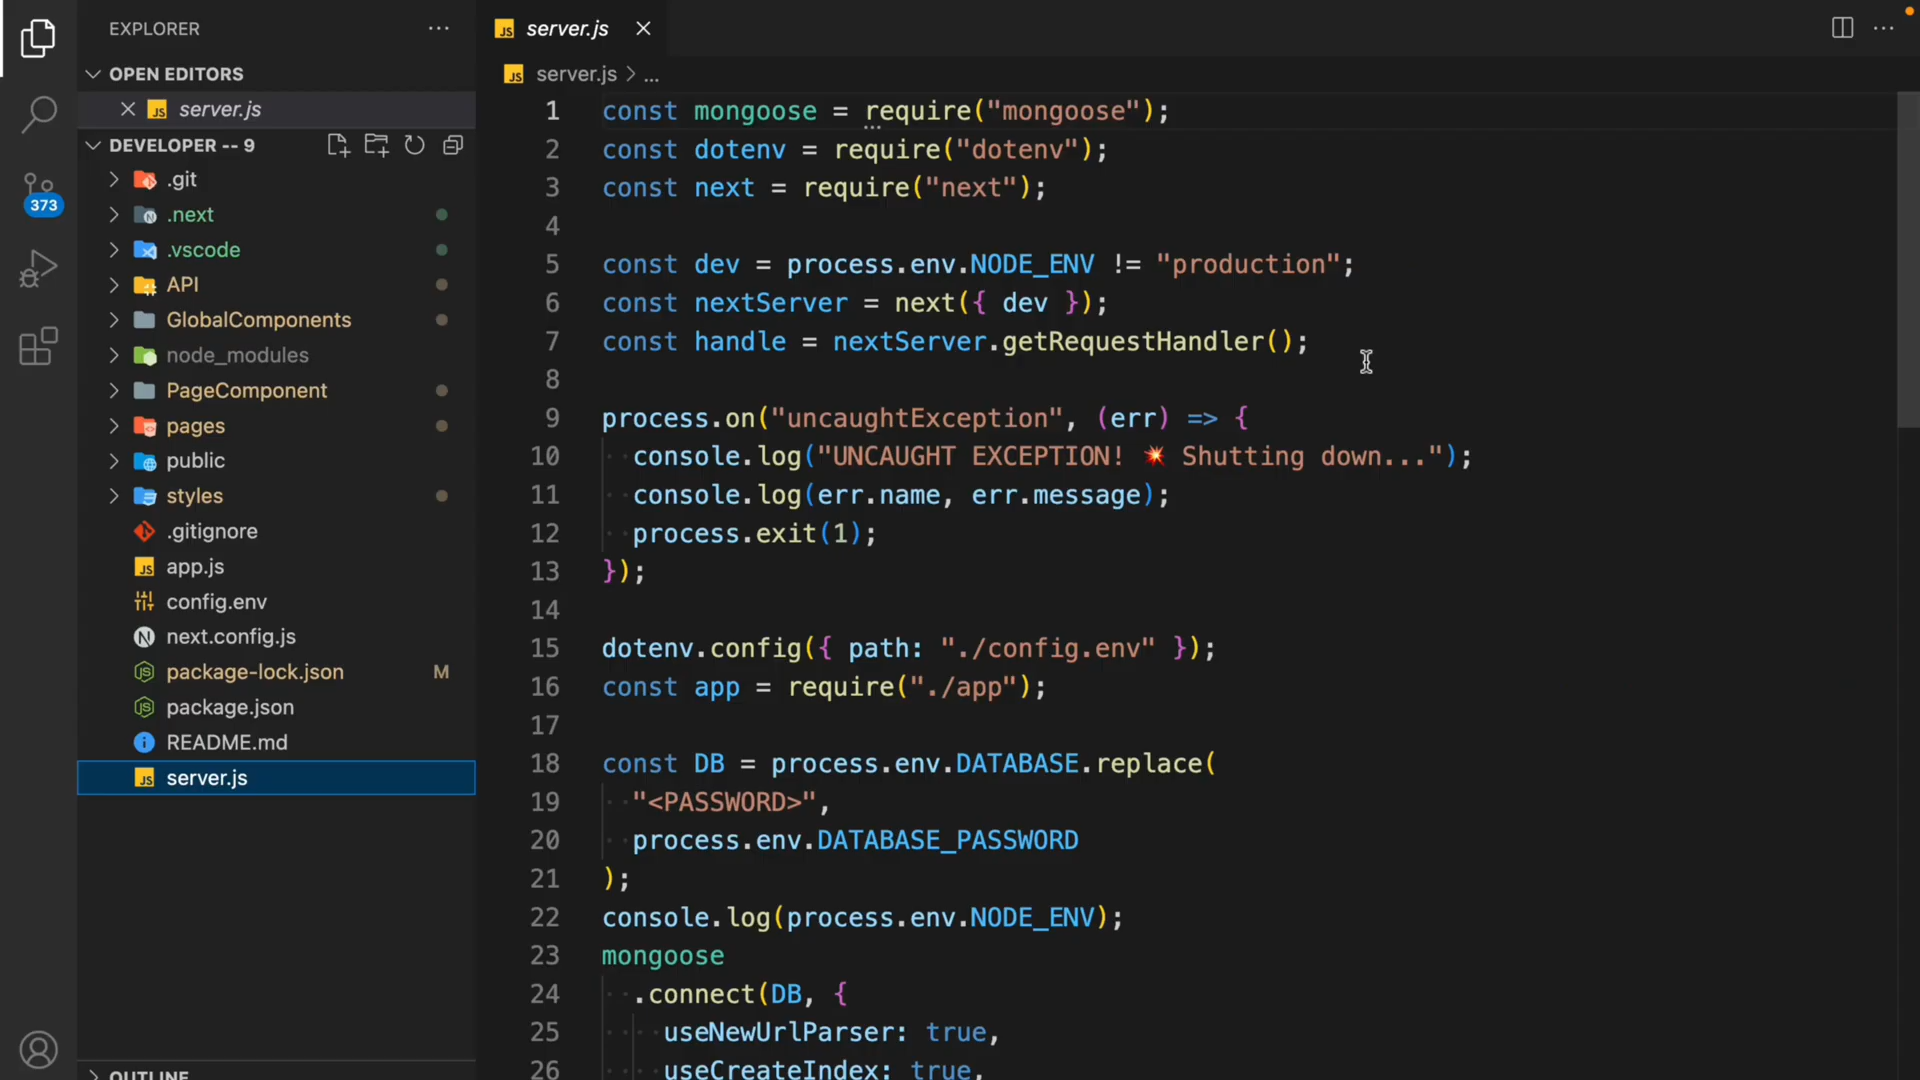 EXPLORER
OPEN EDITORS
server.js
DEVELOPER -- 9
.git
.next
.vscode
API
GlobalComponents
node_modules
PageComponent
pages
public
styles
.gitignore
app.js
config.env
next.config.js
package-lock.json M
package.json
README.md
server.js
OUTLINE
373
server.js
server.js > ...
1 const mongoose = require("mongoose");
2 const dotenv = require("dotenv");
3 const next = require("next");
4
5 const dev = process.env.NODE_ENV != "production";
6 const nextServer = next({ dev });
7 const handle = nextServer.getRequestHandler();
8
9 process.on("uncaughtException", (err) => {
10 console.log("UNCAUGHT EXCEPTION! 💥 Shutting down...");
11 console.log(err.name, err.message);
12 process.exit(1);
13 });
14
15 dotenv.config({ path: "./config.env" });
16 const app = require("./app");
17
18 const DB = process.env.DATABASE.replace(
19 "<PASSWORD>",
20 process.env.DATABASE_PASSWORD
21 );
22 console.log(process.env.NODE_ENV);
23 mongoose
24 .connect(DB, {
25 useNewUrlParser: true,
26 useCreateIndex: true,